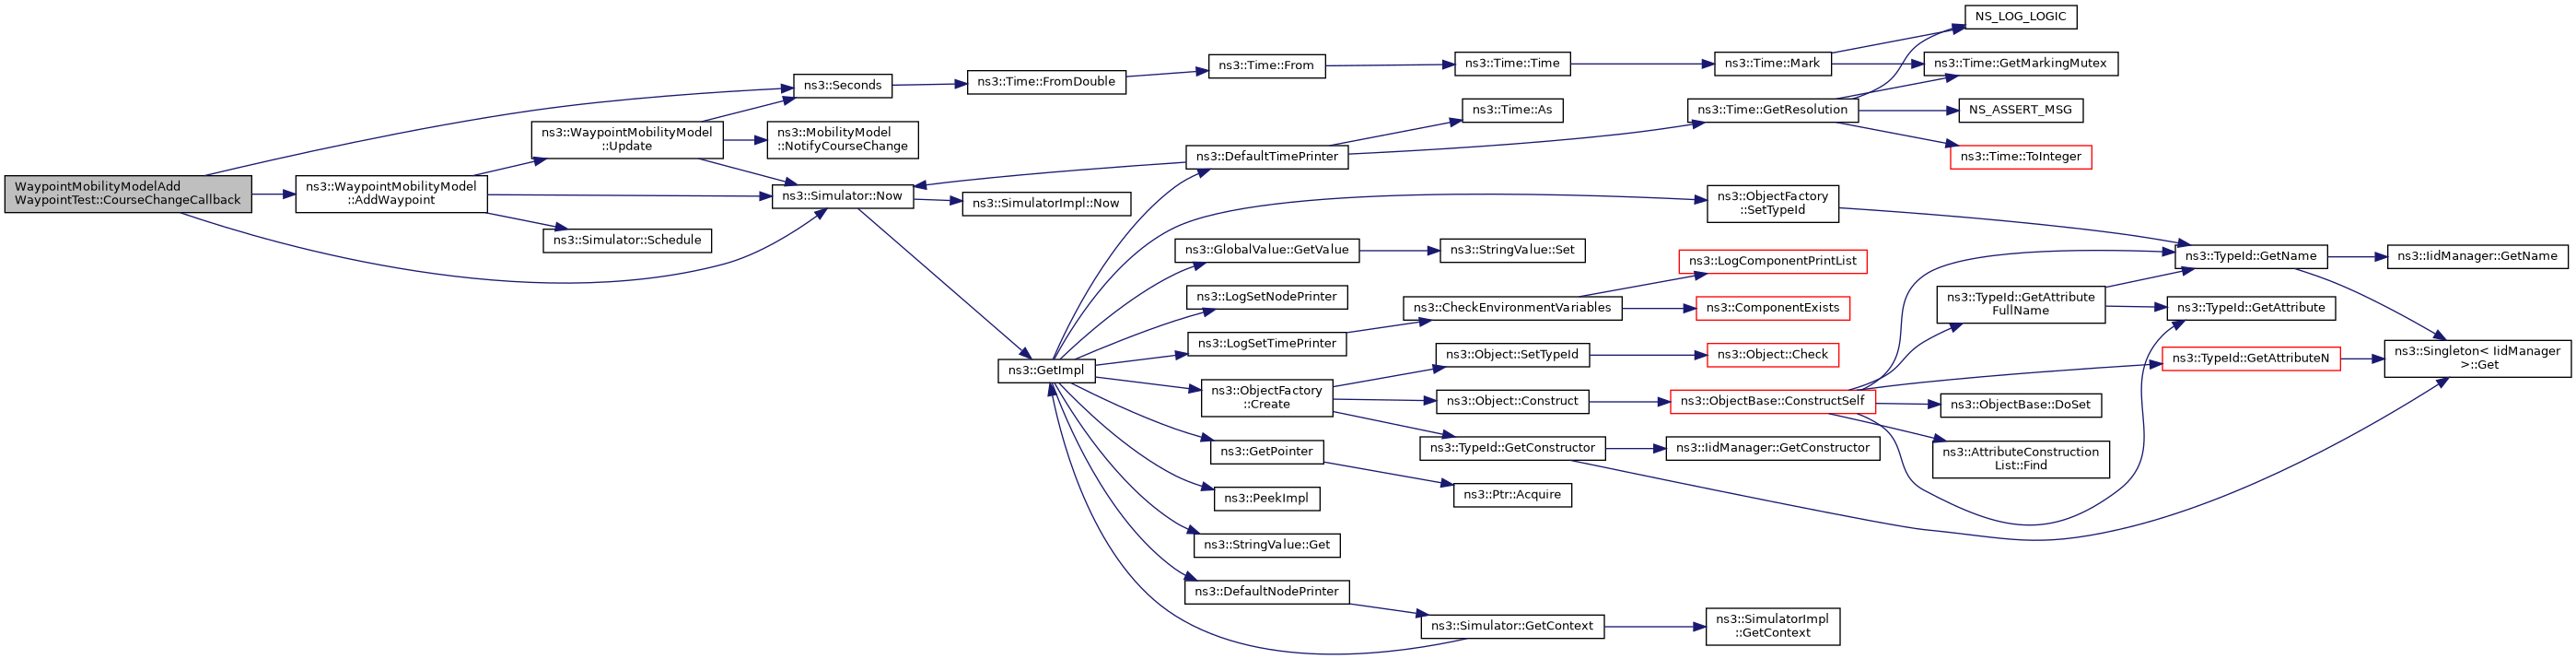 WaypointMobilityModelAdd
WaypointTest::CourseChangeCallback
ns3::WaypointMobilityModel
::AddWaypoint
ns3::WaypointMobilityModel
::Update
ns3::Simulator::Schedule
ns3::Seconds
ns3::MobilityModel
::NotifyCourseChange
ns3::Simulator::Now
ns3::Time::FromDouble
ns3::SimulatorImpl::Now
ns3::GetImpl
ns3::Time::From
ns3::DefaultTimePrinter
ns3::GlobalValue::GetValue
ns3::LogSetNodePrinter
ns3::LogSetTimePrinter
ns3::ObjectFactory
::Create
ns3::GetPointer
ns3::PeekImpl
ns3::StringValue::Get
ns3::DefaultNodePrinter
ns3::Time::Time
ns3::Time::As
ns3::StringValue::Set
ns3::CheckEnvironmentVariables
ns3::Object::SetTypeId
ns3::Object::Construct
ns3::TypeId::GetConstructor
ns3::Ptr::Acquire
ns3::Simulator::GetContext
ns3::Time::Mark
ns3::Time::GetResolution
ns3::ObjectFactory
::SetTypeId
ns3::LogComponentPrintList
ns3::ComponentExists
ns3::Object::Check
ns3::ObjectBase::ConstructSelf
ns3::IidManager::GetConstructor
ns3::SimulatorImpl
::GetContext
NS_LOG_LOGIC
ns3::Time::GetMarkingMutex
NS_ASSERT_MSG
ns3::Time::ToInteger
ns3::TypeId::GetAttribute
FullName
ns3::ObjectBase::DoSet
ns3::AttributeConstruction
List::Find
ns3::TypeId::GetName
ns3::TypeId::GetAttribute
ns3::TypeId::GetAttributeN
ns3::IidManager::GetName
ns3::Singleton< IidManager
>::Get